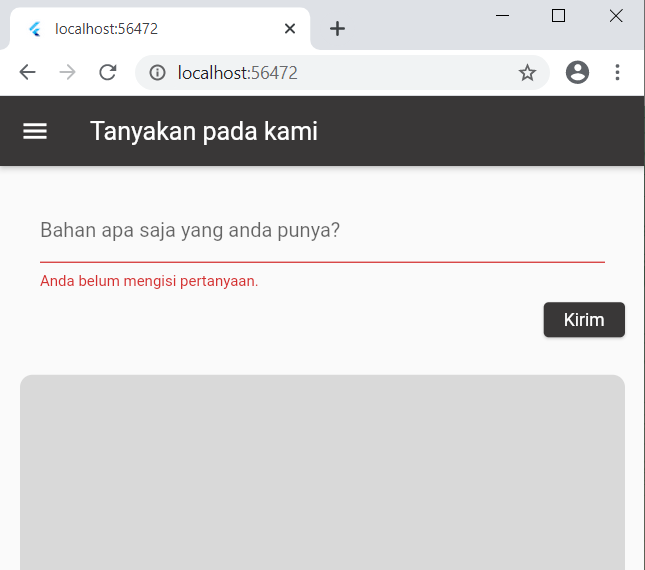 localhost:56472
localhost:56472
Tanyakan pada kami
Bahan apa saja yang anda punya?
Anda belum mengisi pertanyaan.
Kirim